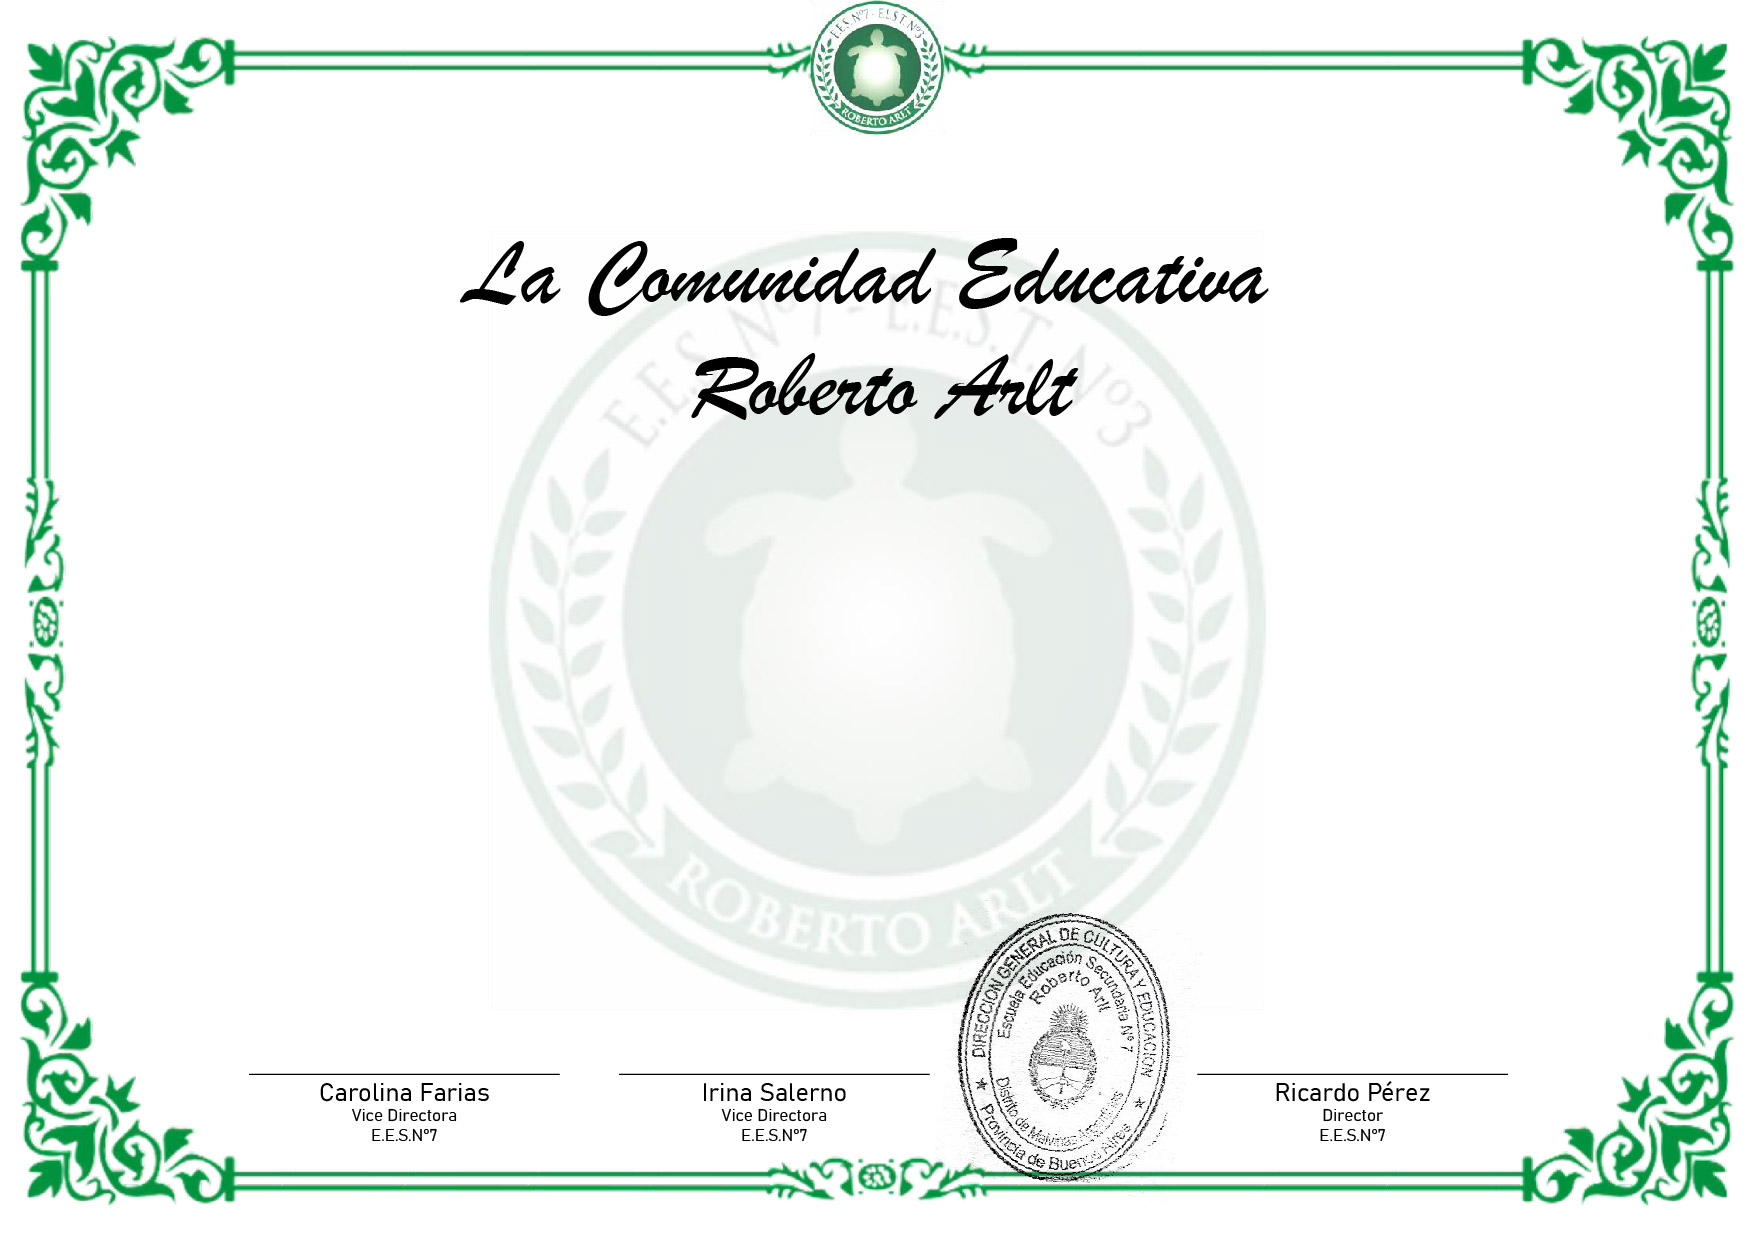 E.E.S.Nº7 - E.E.S.T.Nº3
ROBERTO ARLT
La Comunidad Educativa
Roberto Arlt
E.E.S.Nº7 - E.E.S.T.Nº3
ROBERTO ARLT
DIRECCIÓN GENERAL DE CULTURA Y EDUCACION
Escuela Educación Secundaria Nº 7
Roberto Arlt
Distrito de Malvinas Argentinas
Provincia de Buenos Aires
Carolina Farias
Vice Directora
E.E.S.Nº7
Irina Salerno
Vice Directora
E.E.S.Nº7
Ricardo Pérez
Director
E.E.S.Nº7